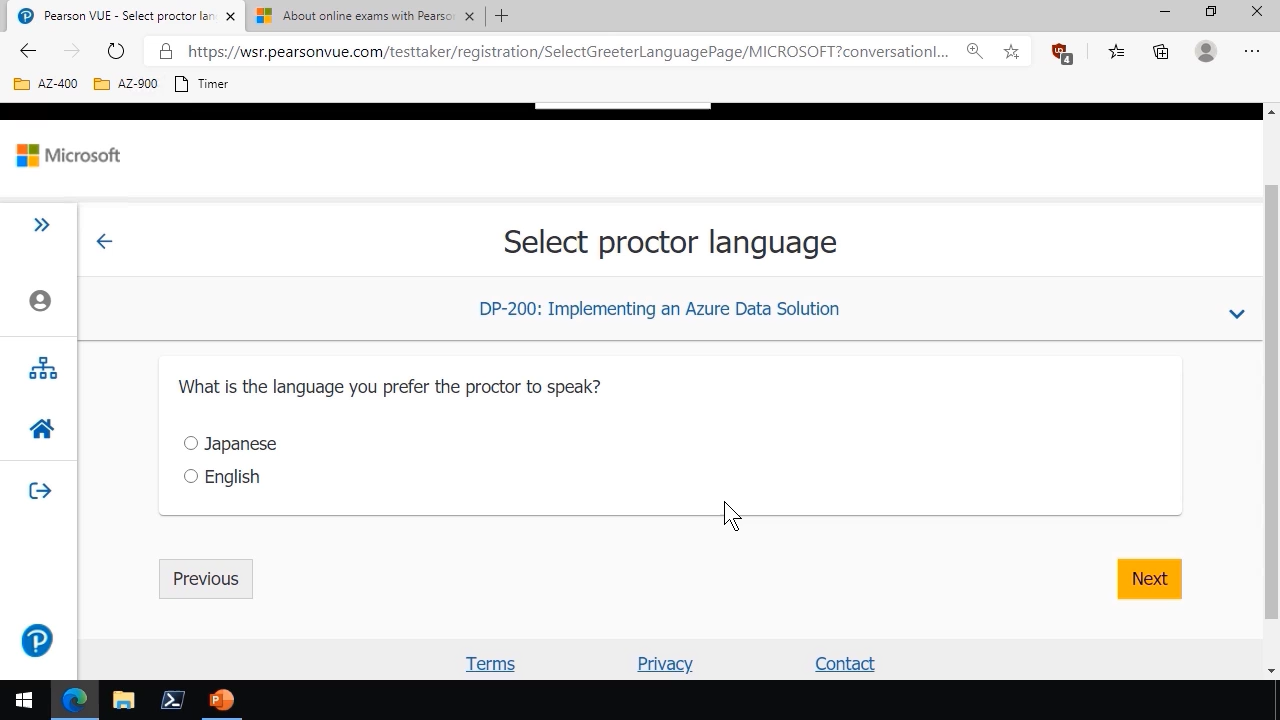 Pearson VUE - Select proctor lan
About online exams with Pearson
https://wsr.pearsonvue.com/testtaker/registration/SelectGreeterLanguagePage/MICROSOFT?conversationI...
4
AZ-400
AZ-900
Timer
Microsoft
Select proctor language
DP-200: Implementing an Azure Data Solution
What is the language you prefer the proctor to speak?
Japanese
English
Previous
Next
Terms
Privacy
Contact